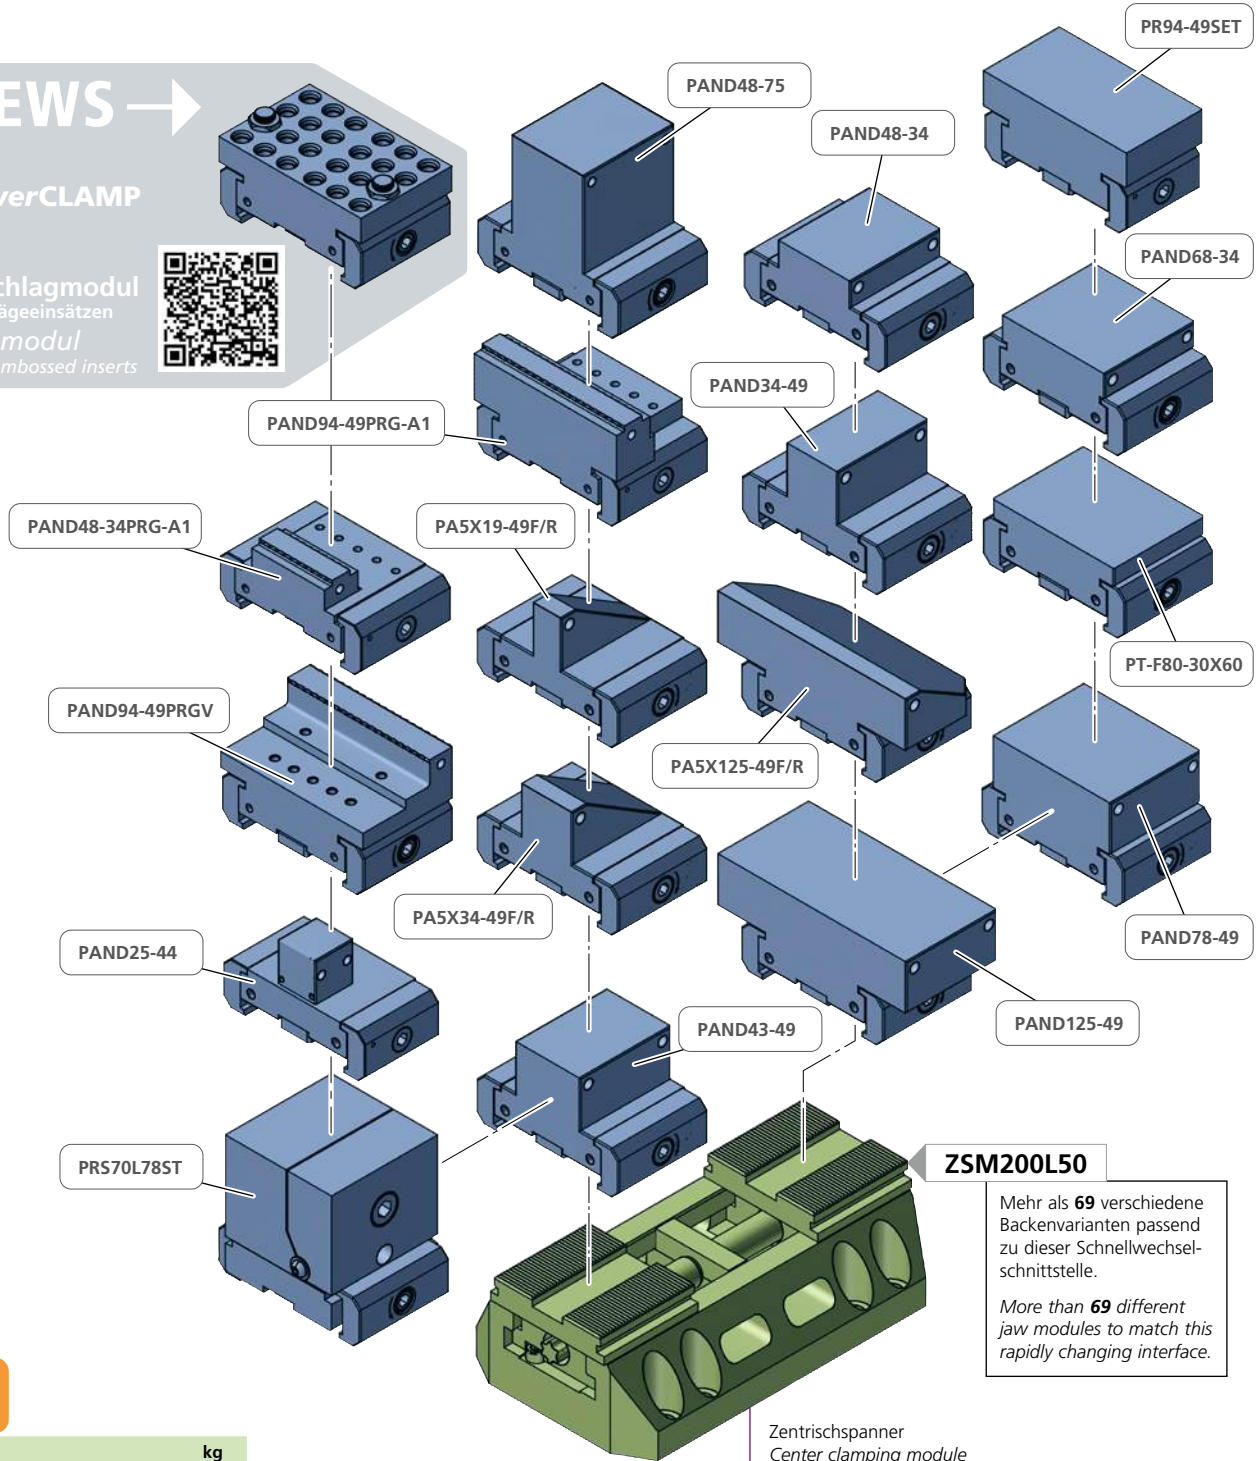 PR94-49SET
EWS
PAND48-75
PAND48-34
verCLAMP
PAND68-34
chlagmodul
ägeeinsätzen
modul
mbossed inserts
PAND34-49
PAND94-49PRG-A1
PAND48-34PRG-A1
PA5X19-49F/R
PT-F80-30X60
PAND94-49PRGV
PA5X125-49F/R
PA5X34-49F/R
PAND78-49
PAND25-44
PAND43-49
PAND125-49
PRS70L78ST
ZSM200L50
Mehr als 69 verschiedene
Backenvarianten passend
zu dieser Schnellwechsel-
schnittstelle.
More than 69 different
jaw modules to match this
rapidly changing interface.
Zentrischspanner
Center clamping module
kg